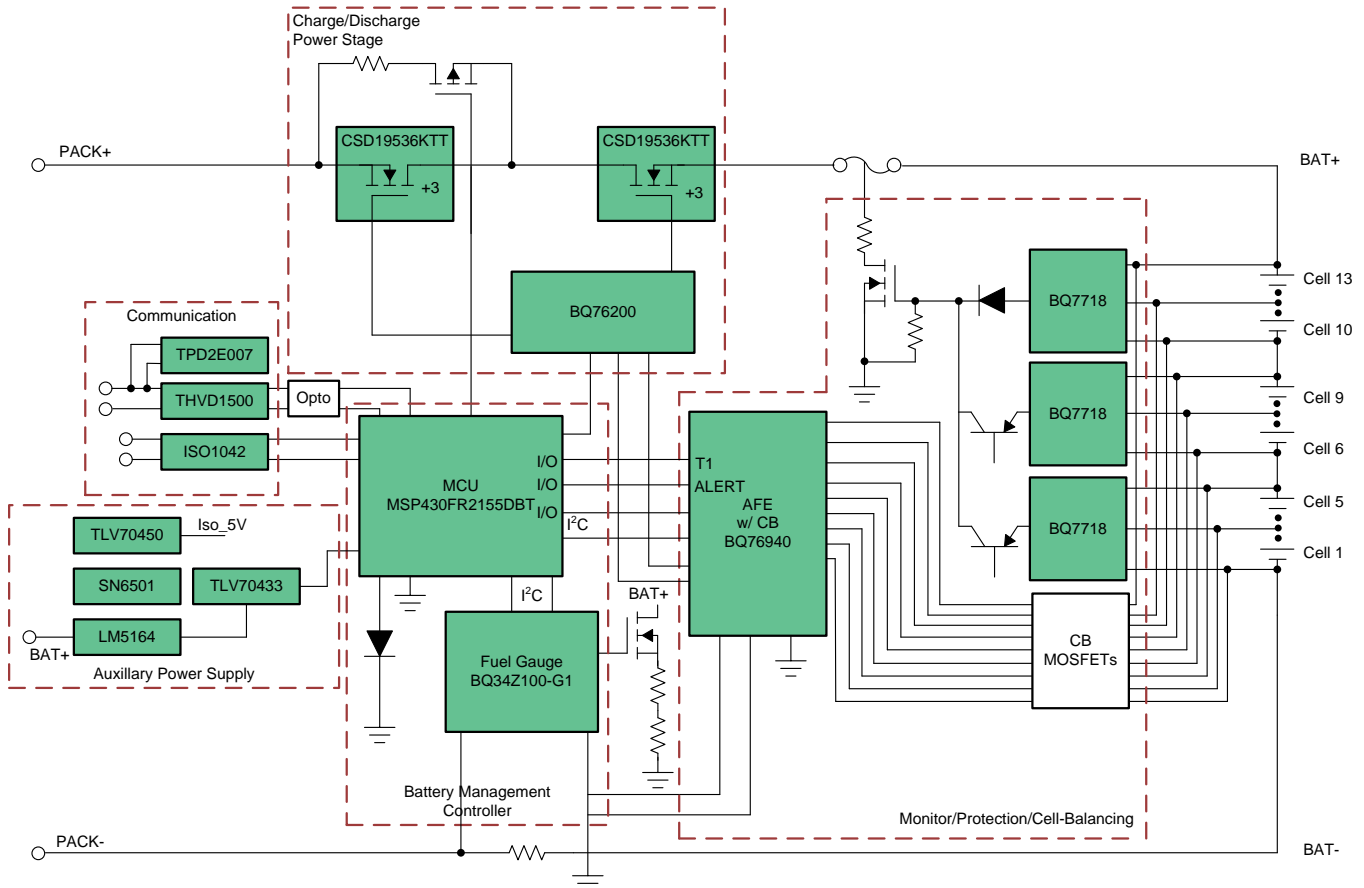 Charge/Discharge
Power Stage
CSD19536KTT
+3
CSD19536KTT
+3
PACK+
BAT+
BQ76200
Communication
TPD2E007
THVD1500
Opto
ISO1042
BQ7718
Cell 13
Cell 10
BQ7718
Cell 9
Cell 6
BQ7718
Cell 5
Cell 1
MCU
MSP430FR2155DBT
I/O
I/O
I/O
I²C
T1
ALERT
AFE
w/ CB
BQ76940
TLV70450
Iso_5V
SN6501
TLV70433
LM5164
BAT+
Auxillary Power Supply
I²C
BAT+
Fuel Gauge
BQ34Z100-G1
CB
MOSFETs
Battery Management
Controller
Monitor/Protection/Cell-Balancing
PACK-
BAT-